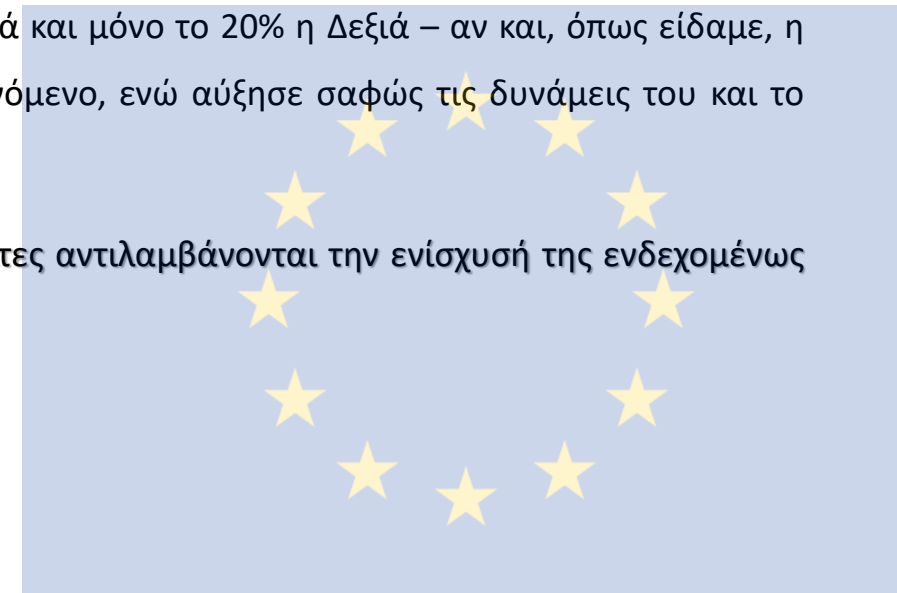 ά και μόνο το 20% η Δεξιά – αν και, όπως είδαμε, η
νόμενο, ενώ αύξησε σαφώς τις δυνάμεις του και το
τες αντιλαμβάνονται την ενίσχυσή της ενδεχομένως